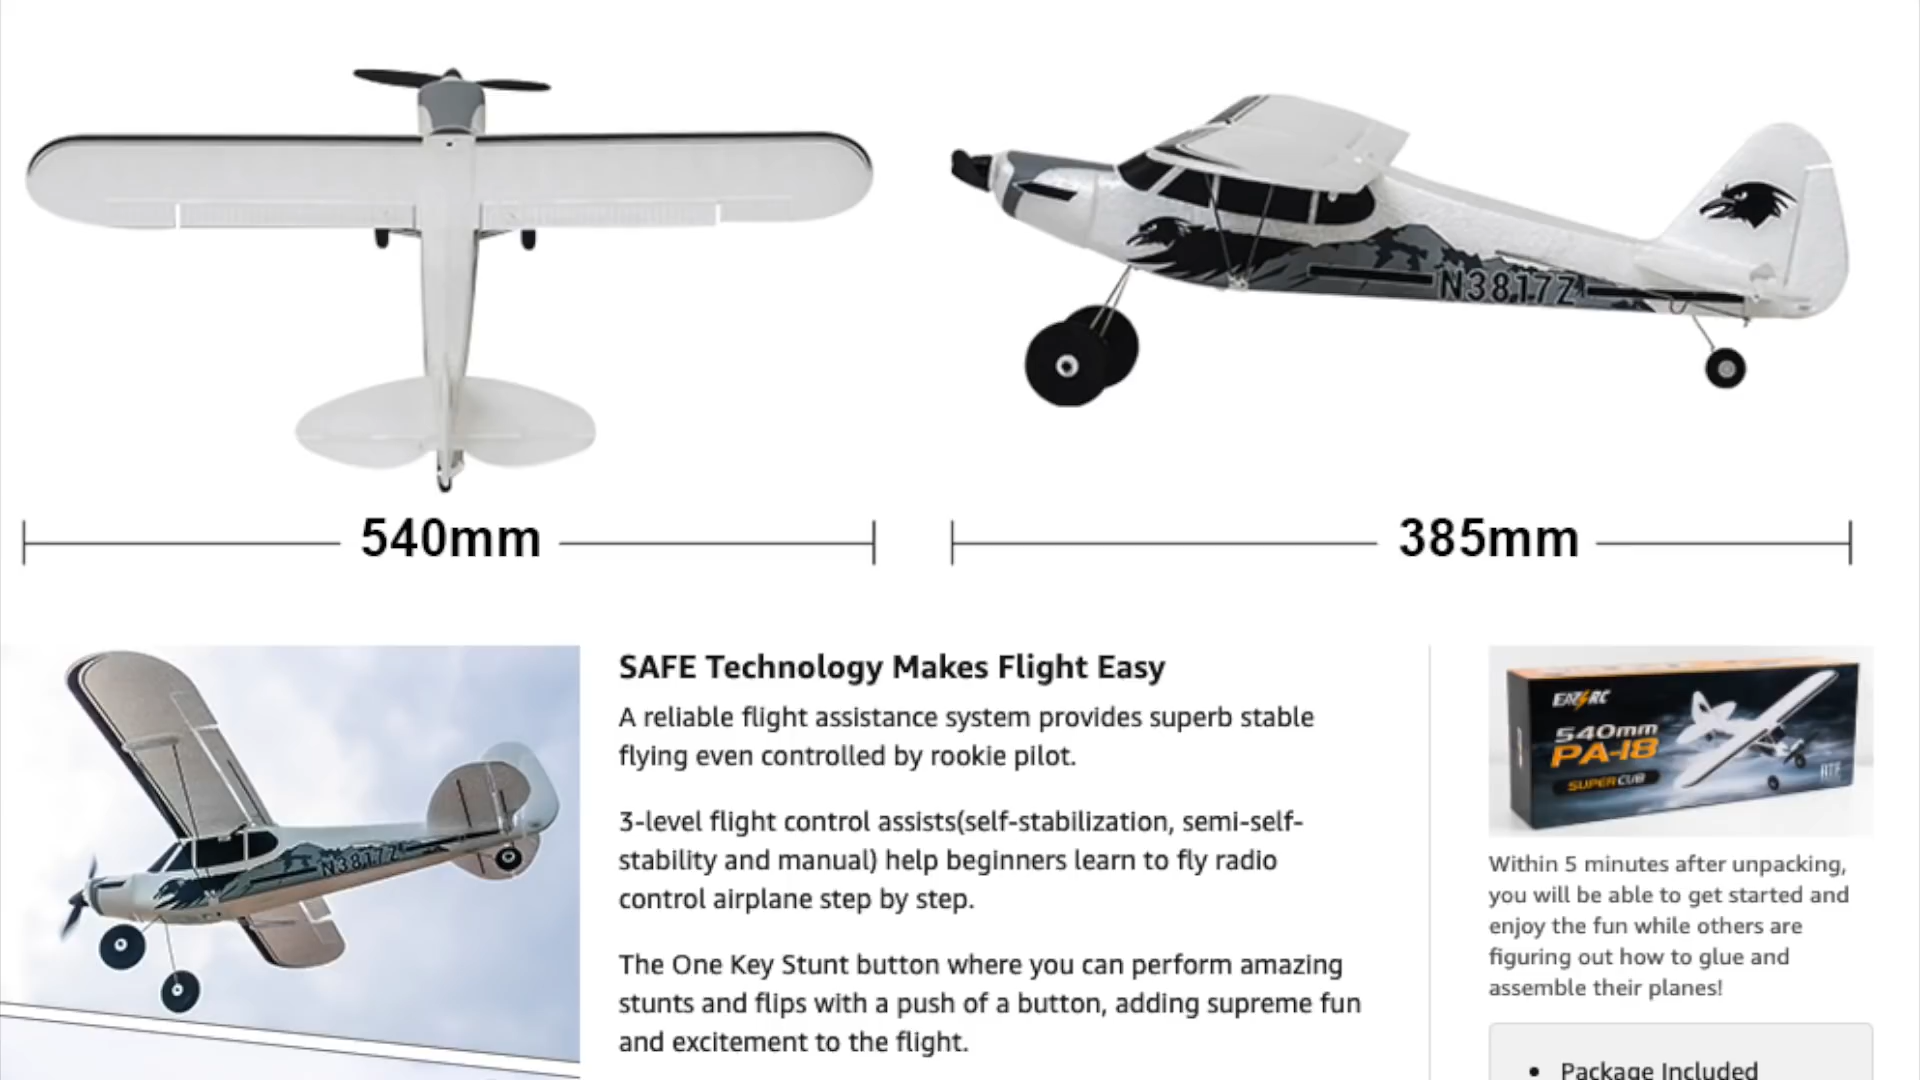 N3817Z
540mm
385mm
N3817Z
SAFE Technology Makes Flight Easy
A reliable flight assistance system provides superb stable
flying even controlled by rookie pilot.
3-level flight control assists(self-stabilization, semi-self-
stability and manual) help beginners learn to fly radio
control airplane step by step.
The One Key Stunt button where you can perform amazing
stunts and flips with a push of a button, adding supreme fun
and excitement to the flight.
540mm
PA-18
SUPER CUB
RTF
Within 5 minutes after unpacking,
you will be able to get started and
enjoy the fun while others are
figuring out how to glue and
assemble their planes!
• Package Included